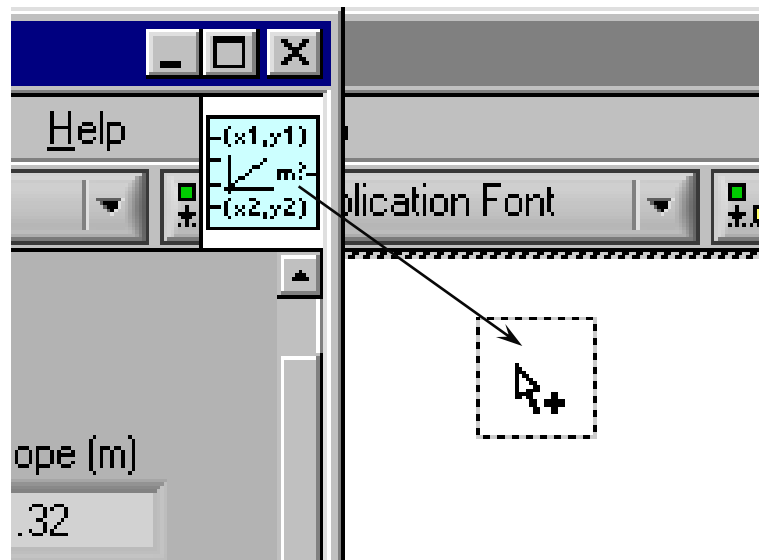 Help
(x1,y1)
m?
(x2,y2)
plication Font
ope (m)
.32